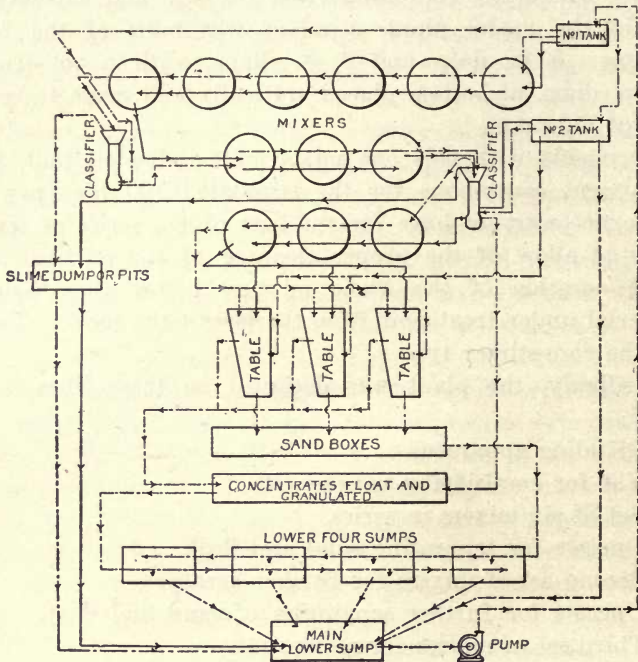 Nº1 TANK
MIXERS
CLASSIFIER
Nº2 TANK
CLASSIFIER
SLIME DUMP OR PITS
TABLE
TABLE
TABLE
SAND BOXES
CONCENTRATES FLOAT AND
GRANULATED
LOWER FOUR SUMPS
MAIN
LOWER SUMP
PUMP